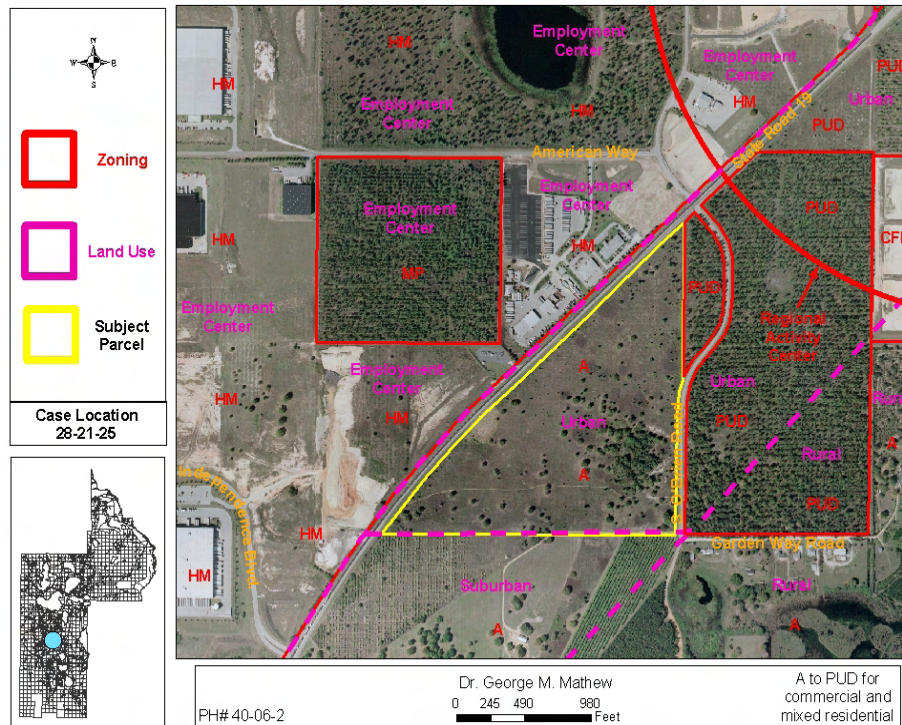 N
W E
S
Zoning
Land Use
Subject
Parcel
Case Location
28-21-25
HM
Employment
Center
HM
Employment
Center
HM
Employment
Center
HM
PUD
Urban
PUD
State Road 19
American Way
Employment
Center
HM
Employment
Center
MP
HM
PUD
CF
PUD
Regional
Activity
Center
Employment
Center
Employment
Center
HM
HM
A
Urban
A
Urban
PUD
Rural
PUD
Rural
A
Independence Blvd
HM
HM
Garden Way Road
Suburban
A
Rural
A
PH# 40-06-2
Dr. George M. Mathew
0 245 490 980
Feet
A to PUD for
commercial and
mixed residential